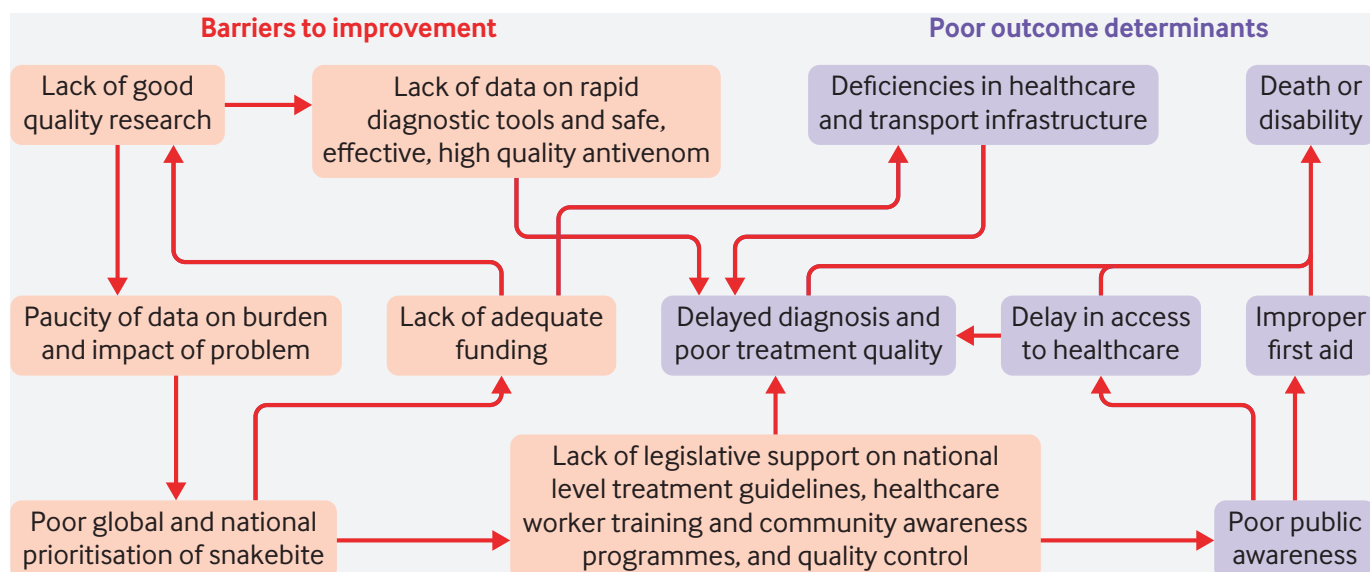 Barriers to improvement
Poor outcome determinants
Lack of good
quality research
Lack of data on rapid
diagnostic tools and safe,
effective, high quality antivenom
Deficiencies in healthcare
and transport infrastructure
Death or
disability
Paucity of data on burden
and impact of problem
Lack of adequate
funding
Delayed diagnosis and
poor treatment quality
Delay in access
to healthcare
Improper
first aid
Poor global and national
prioritisation of snakebite
Lack of legislative support on national
level treatment guidelines, healthcare
worker training and community awareness
programmes, and quality control
Poor public
awareness